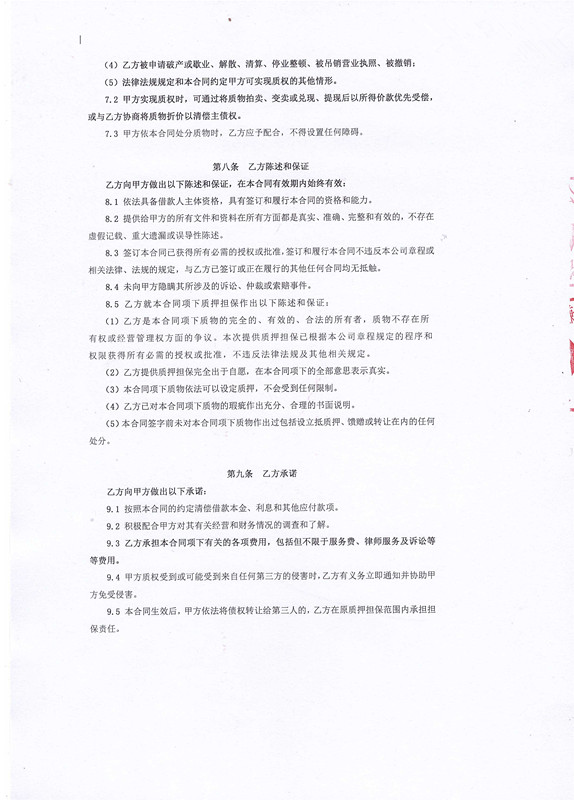 （4）乙方被申请破产或歇业、解散、清算、停业整顿、被吊销营业执照、被撤销；
（5）法律法规规定和本合同约定甲方可实现质权的其他情形。
7.2 甲方实现质权时，可通过将质物拍卖、变卖或兑现、提现后以所得价款优先受偿，
或与乙方协商将质物折价以清偿主债权。
7.3 甲方依本合同处分质物时，乙方应予配合，不得设置任何障碍。
第八条 乙方陈述和保证
乙方向甲方做出以下陈述和保证，在本合同有效期内始终有效：
8.1 依法具备借款人主体资格，具有签订和履行本合同的资格和能力。
8.2 提供给甲方的所有文件和资料在所有方面都是真实、准确、完整和有效的，不存在
虚假记载、重大遗漏或误导性陈述。
8.3 签订本合同已获得所有必需的授权或批准，签订和履行本合同不违反本公司章程或
相关法律、法规的规定，与乙方已签订或正在履行的其他任何合同均无抵触。
8.4 未向甲方隐瞒其所涉及的诉讼、仲裁或索赔事件。
8.5 乙方就本合同项下质押担保作出以下陈述和保证：
（1）乙方是本合同项下质物的完全的、有效的、合法的所有者，质物不存在所
有权或经营管理权方面的争议。本次提供质押担保已根据本公司章程规定的程序和
权限获得所有必需的授权或批准，不违反法律法规及其他相关规定。
（2）乙方提供质押担保完全出于自愿，在本合同项下的全部意思表示真实。
（3）本合同项下质物依法可以设定质押，不会受到任何限制。
（4）乙方已对本合同项下质物的瑕疵作出充分、合理的书面说明。
（5）本合同签字前未对本合同项下质物作出过包括设立抵质押、馈赠或转让在内的任何
处分。
第九条 乙方承诺
乙方向甲方做出以下承诺：
9.1 按照本合同的约定清偿借款本金、利息和其他应付款项。
9.2 积极配合甲方对其有关经营和财务情况的调查和了解。
9.3 乙方承担本合同项下有关的各项费用，包括但不限于服务费、律师服务及诉讼等
等费用。
9.4 甲方质权受到或可能受到来自任何第三方的侵害时，乙方有义务立即通知并协助甲
方免受侵害。
9.5 本合同生效后，甲方依法将债权转让给第三人的，乙方在原质押担保范围内承担担
保责任。